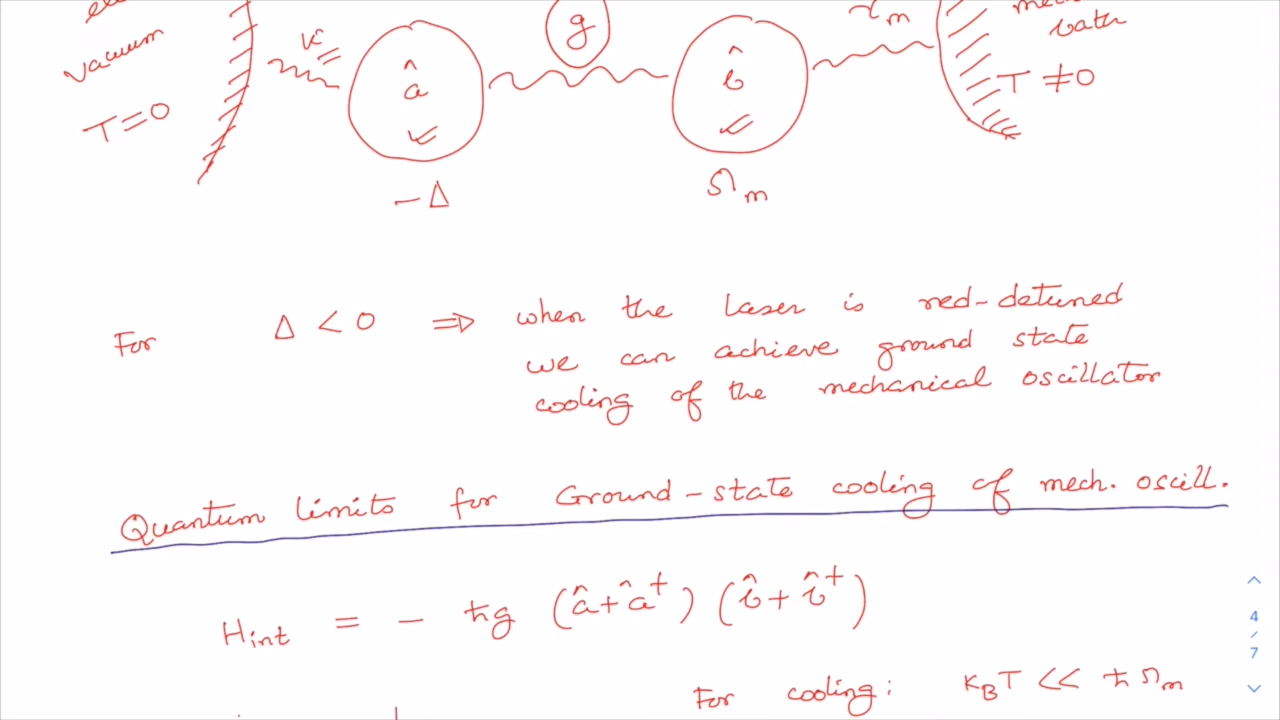 vacuum
T=0
κ
â
g
b̂
γm
bath
T≠0
-Δ
Ωm
For Δ < 0 ⇒ when the laser is red-detuned
we can achieve ground state
cooling of the mechanical oscillator
Quantum limits for Ground-state cooling of mech. oscill.
Hint = - ħg (â+â†) (b̂+b̂†)
4
/
7
For cooling: KBT << ħΩm